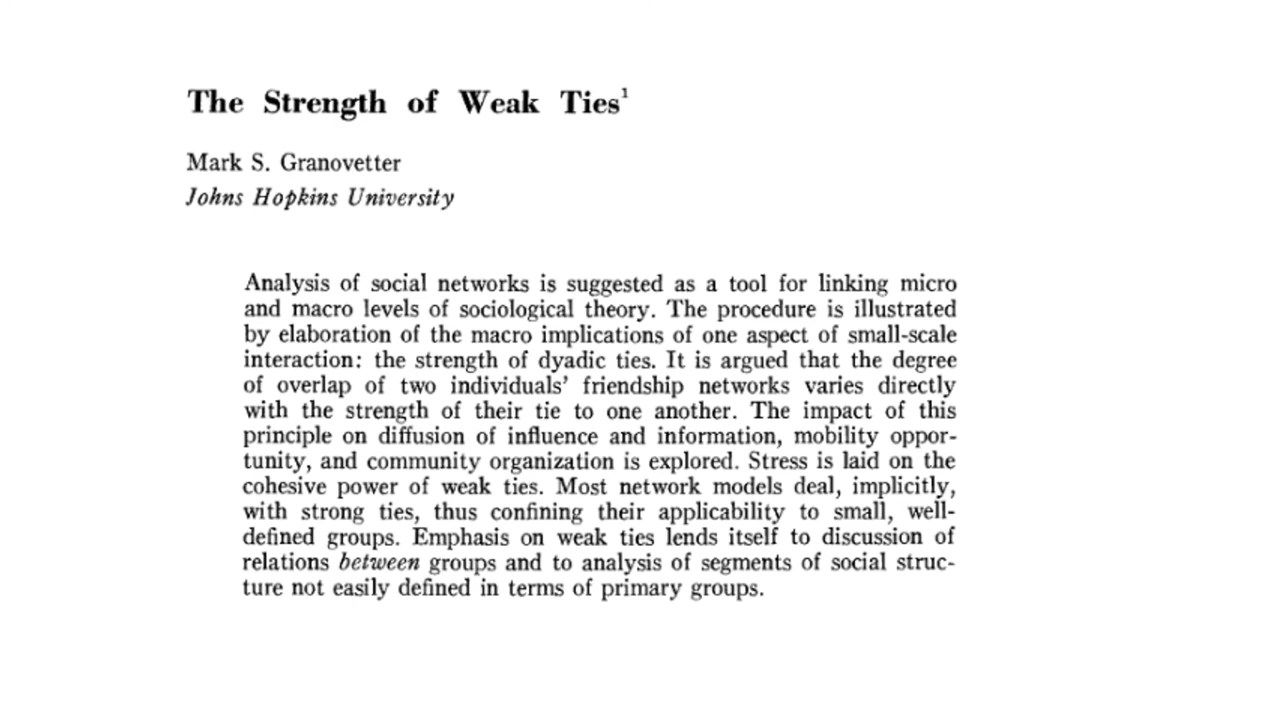 The Strength of Weak Ties¹
Mark S. Granovetter
Johns Hopkins University
Analysis of social networks is suggested as a tool for linking micro
and macro levels of sociological theory. The procedure is illustrated
by elaboration of the macro implications of one aspect of small-scale
interaction: the strength of dyadic ties. It is argued that the degree
of overlap of two individuals' friendship networks varies directly
with the strength of their tie to one another. The impact of this
principle on diffusion of influence and information, mobility oppor-
tunity, and community organization is explored. Stress is laid on the
cohesive power of weak ties. Most network models deal, implicitly,
with strong ties, thus confining their applicability to small, well-
defined groups. Emphasis on weak ties lends itself to discussion of
relations between groups and to analysis of segments of social struc-
ture not easily defined in terms of primary groups.